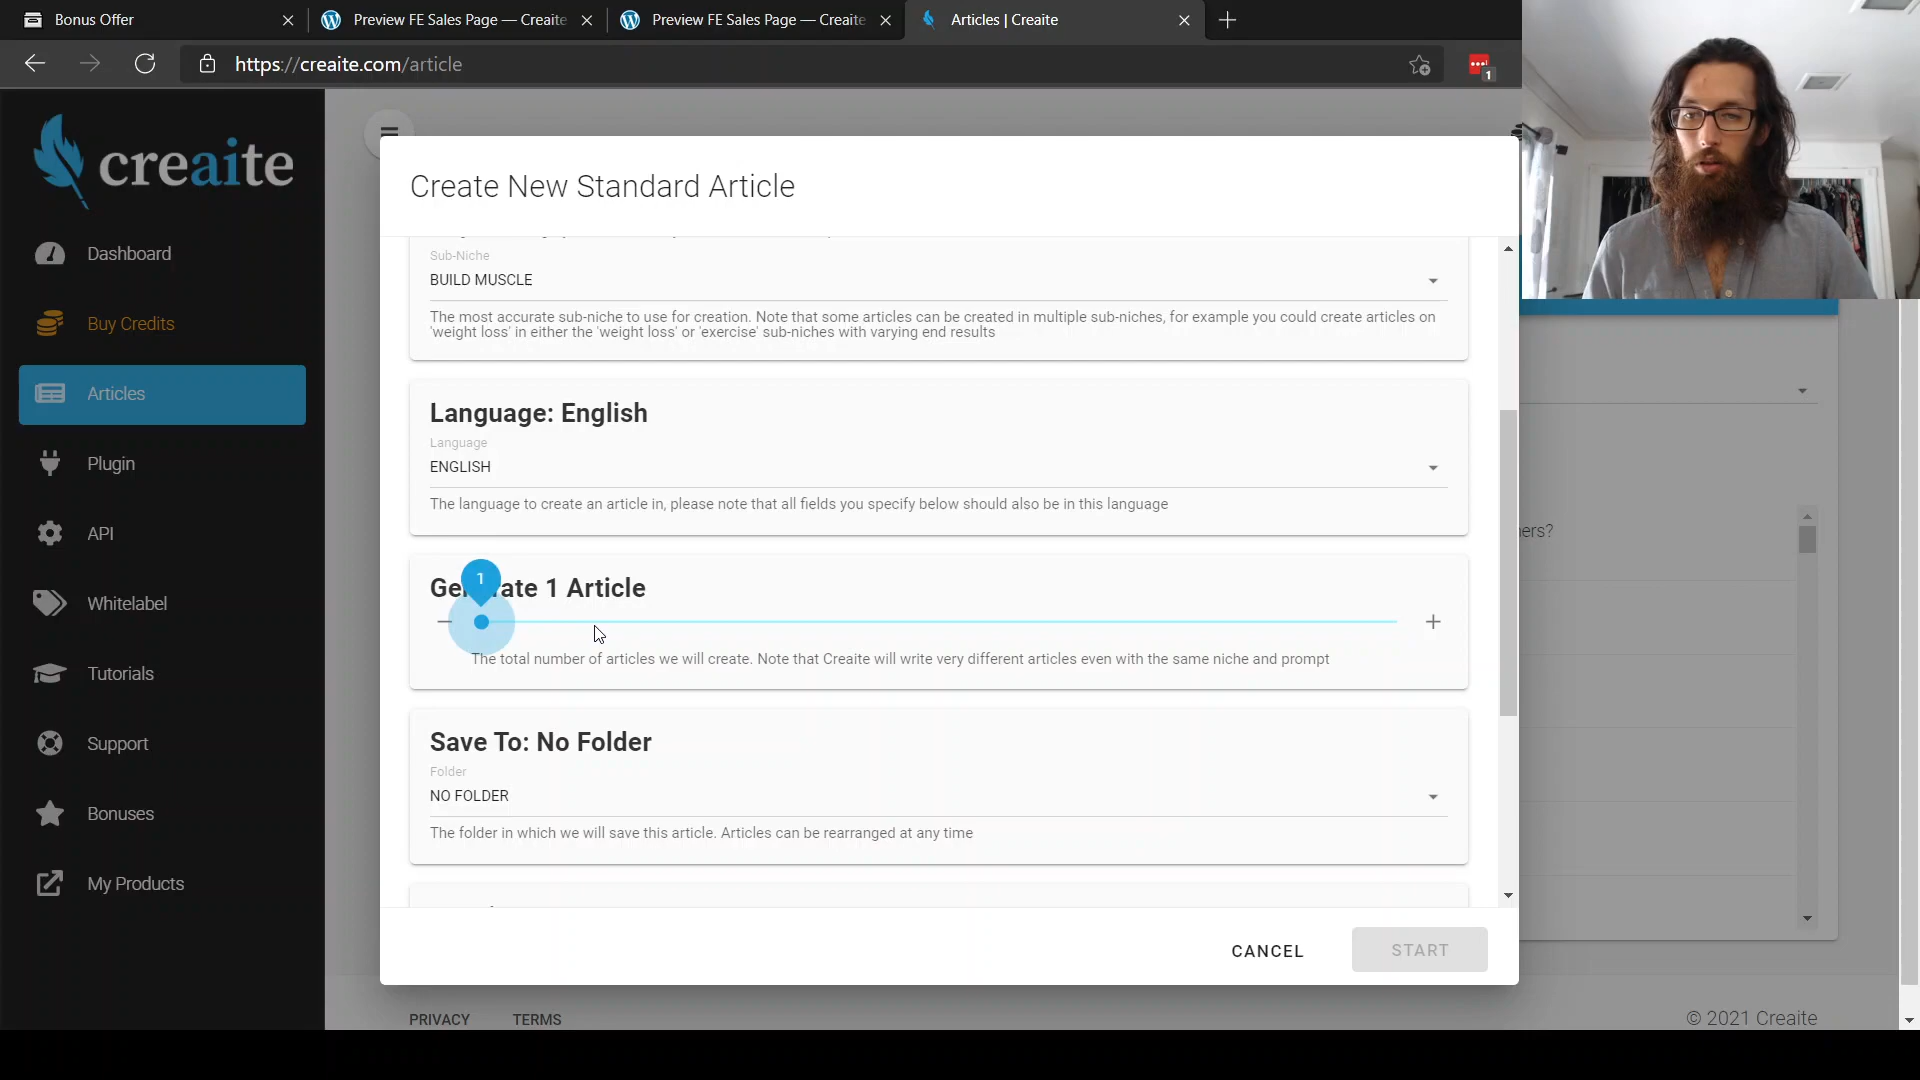 Bonus Offer
Preview FE Sales Page — Creaite
Preview FE Sales Page — Creaite
Articles | Creaite
https://creaite.com/article
1
creaite
Dashboard
Buy Credits
Articles
Plugin
API
Whitelabel
Tutorials
Support
Bonuses
My Products
Create New Standard Article
Sub-Niche
BUILD MUSCLE
The most accurate sub-niche to use for creation. Note that some articles can be created in multiple sub-niches, for example you could create articles on
'weight loss' in either the 'weight loss' or 'exercise' sub-niches with varying end results
Language: English
Language
ENGLISH
The language to create an article in, please note that all fields you specify below should also be in this language
1
Generate 1 Article
The total number of articles we will create. Note that Creaite will write very different articles even with the same niche and prompt
Save To: No Folder
Folder
NO FOLDER
The folder in which we will save this article. Articles can be rearranged at any time
CANCEL
START
ers?
PRIVACY
TERMS
© 2021 Creaite